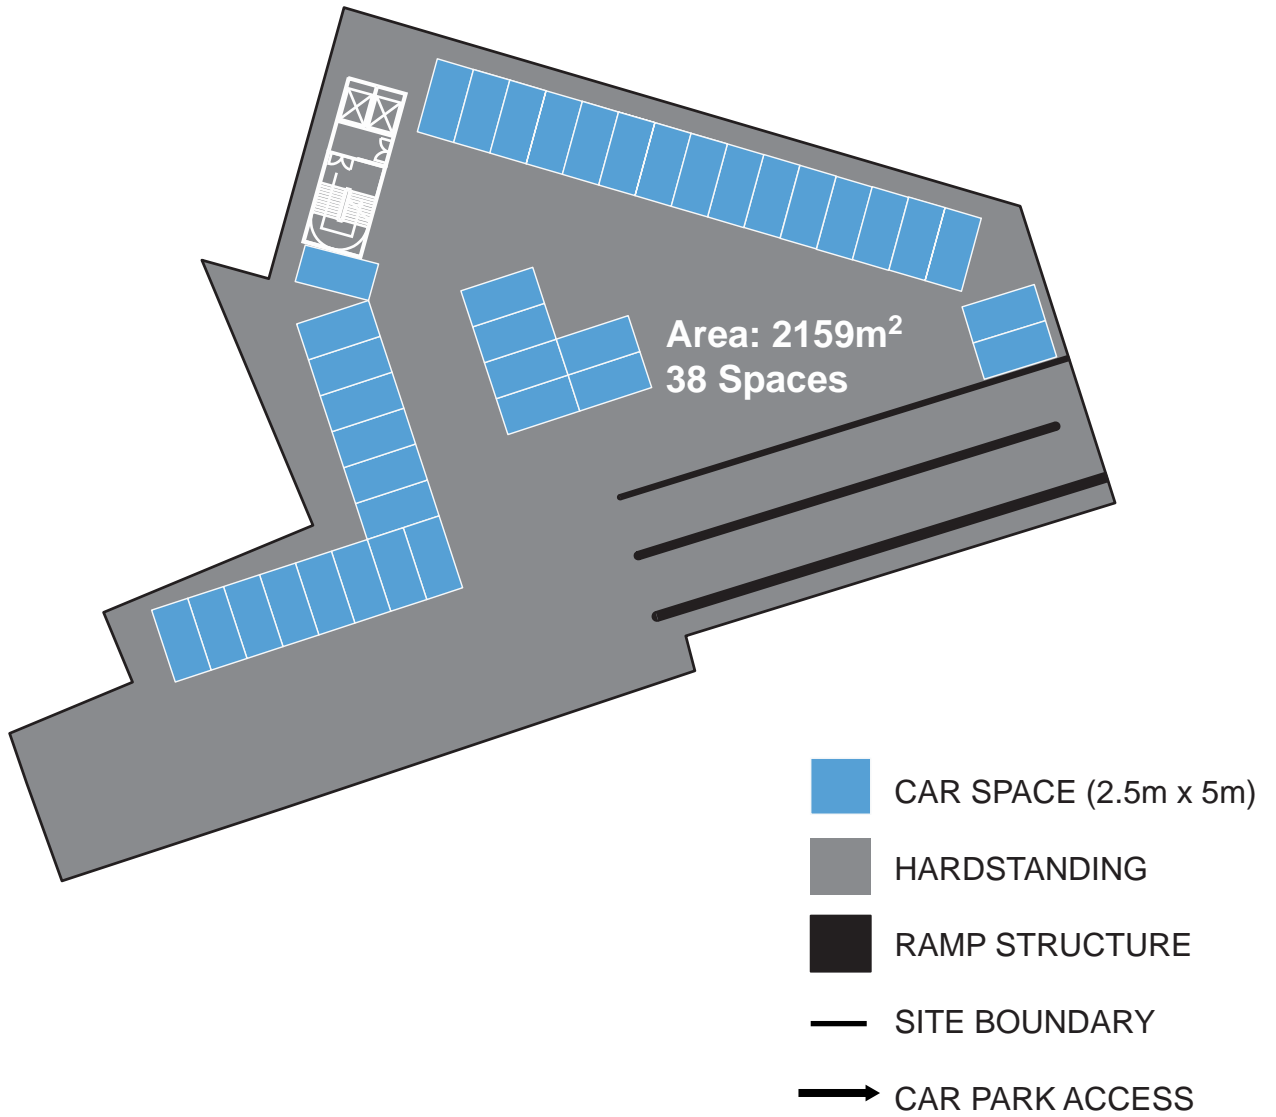 Area: 2159m²
38 Spaces
CAR SPACE (2.5m x 5m)
HARDSTANDING
RAMP STRUCTURE
SITE BOUNDARY
CAR PARK ACCESS